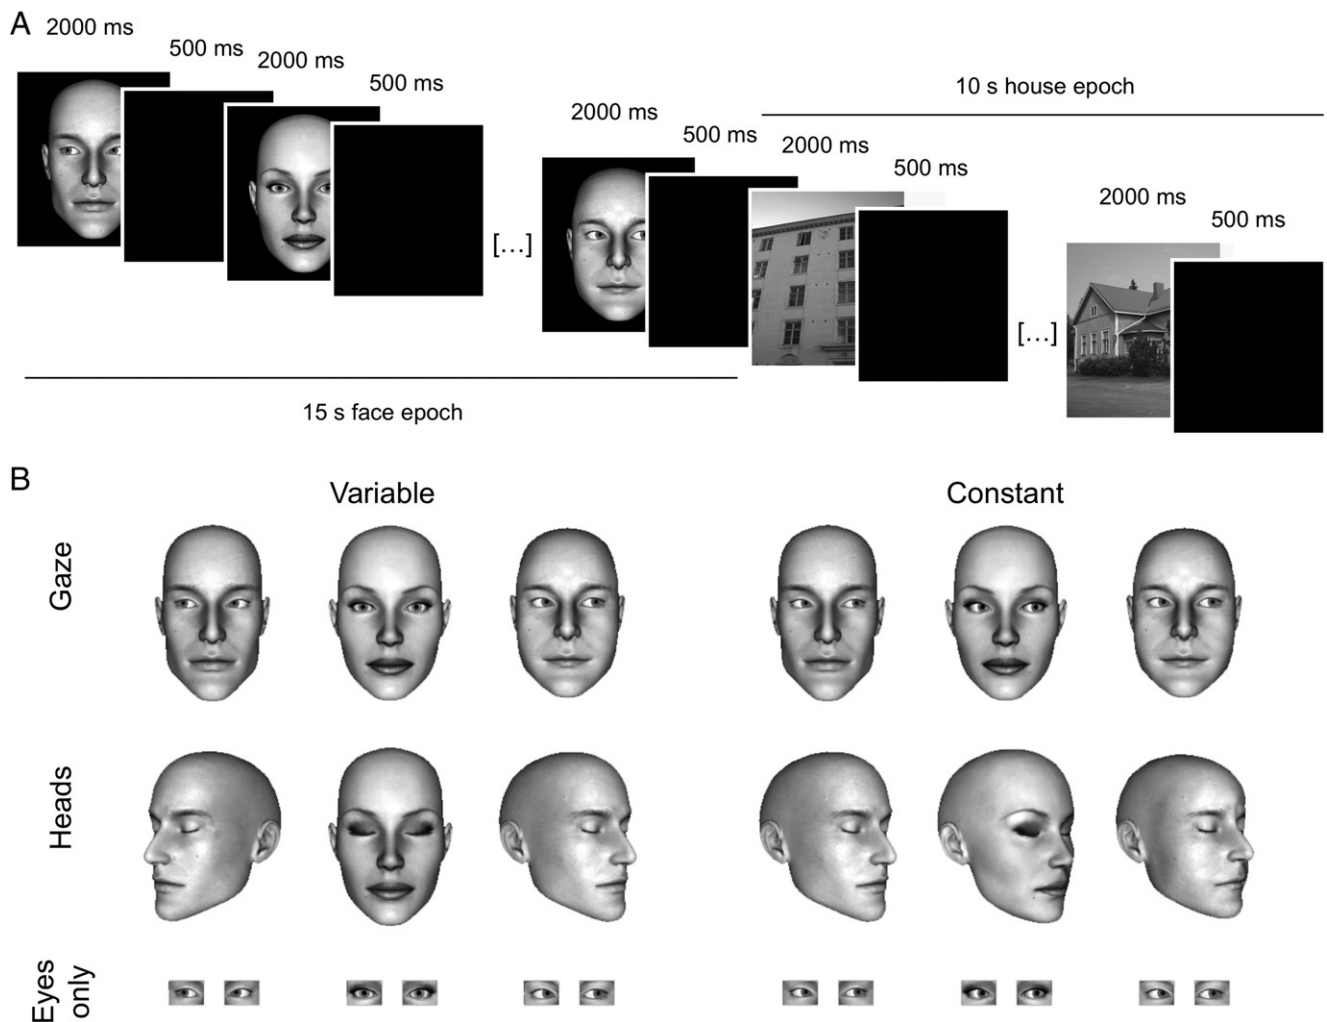 A
2000 ms
500 ms
2000 ms
500 ms
10 s house epoch
2000 ms
500 ms
2000 ms
500 ms
2000 ms
500 ms
[...]
[...]
15 s face epoch
B
Variable
Constant
Gaze
Heads
Eyes
only